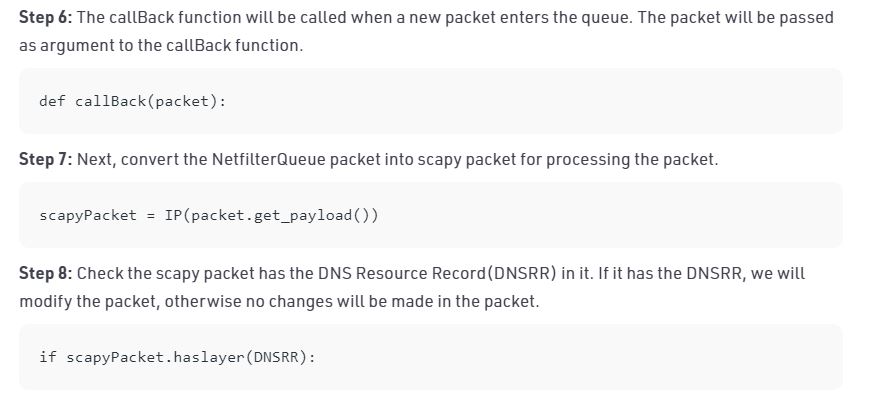 Step 6: The callBack function will be called when a new packet enters the queue. The packet will be passed
as argument to the callBack function.
def callBack(packet):
Step 7: Next, convert the NetfilterQueue packet into scapy packet for processing the packet.
scapyPacket = IP(packet.get_payload())
Step 8: Check the scapy packet has the DNS Resource Record(DNSRR) in it. If it has the DNSRR, we will
modify the packet, otherwise no changes will be made in the packet.
if scapyPacket.haslayer(DNSRR):